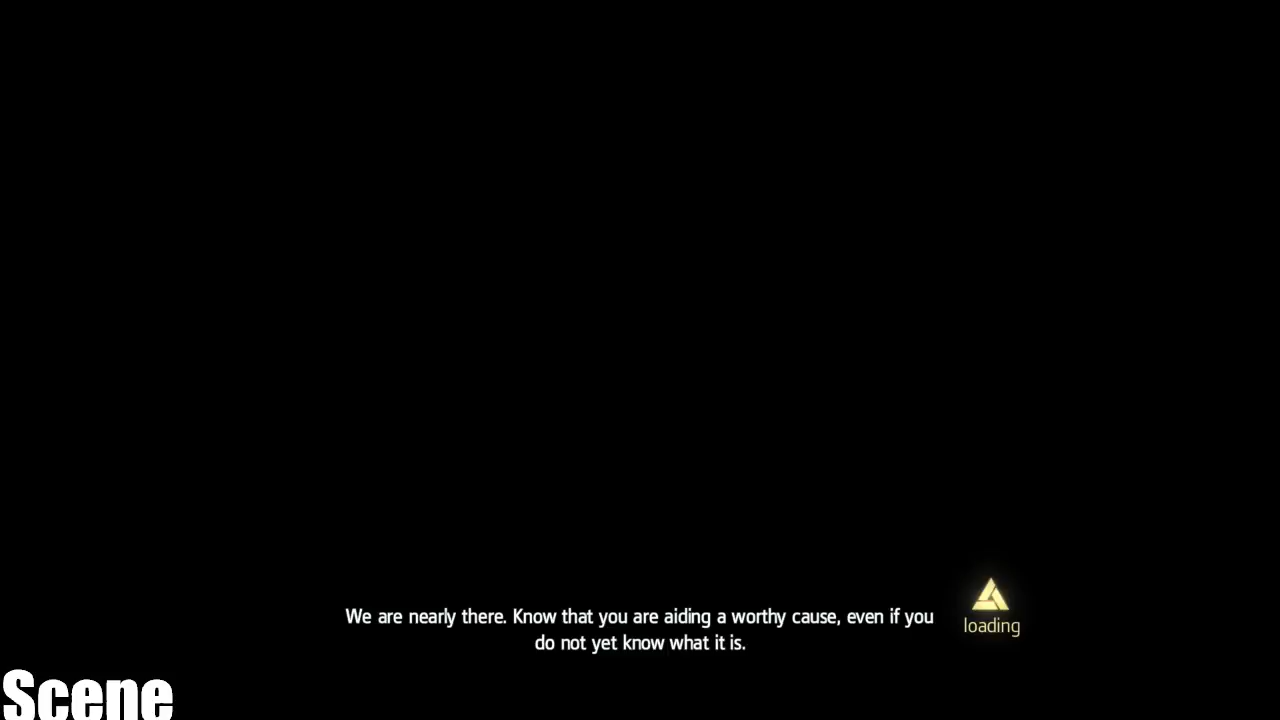 We are nearly there. Know that you are aiding a worthy cause, even if you
do not yet know what it is.
loading
Scene